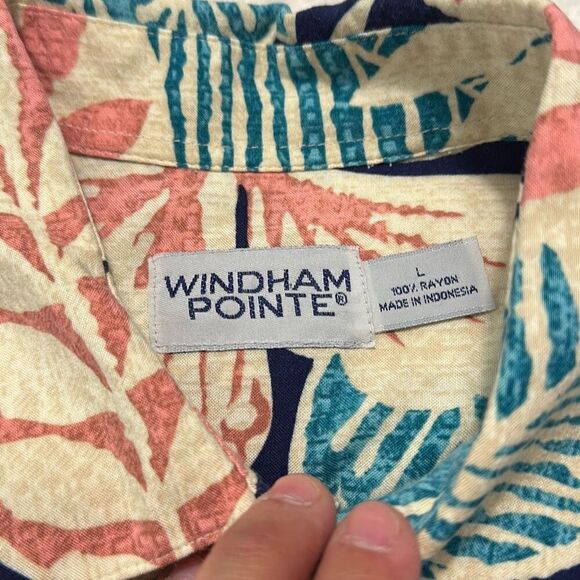 WINDHAM
POINTE®
L
100% RAYON
MADE IN INDONESIA